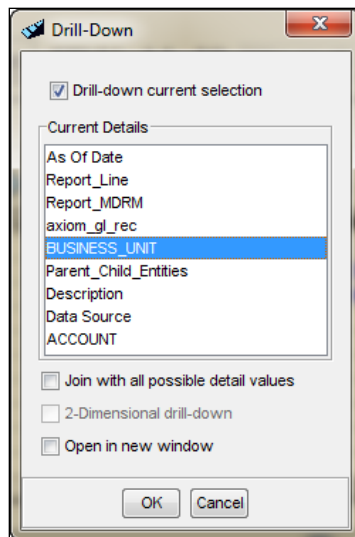 Drill-Down
Drill-down current selection
Current Details
As Of Date
Report_Line
Report_MDRM
axiom_gl_rec
BUSINESS_UNIT
Parent_Child_Entities
Description
Data Source
ACCOUNT
Join with all possible detail values
2-Dimensional drill-down
Open in new window
OK Cancel